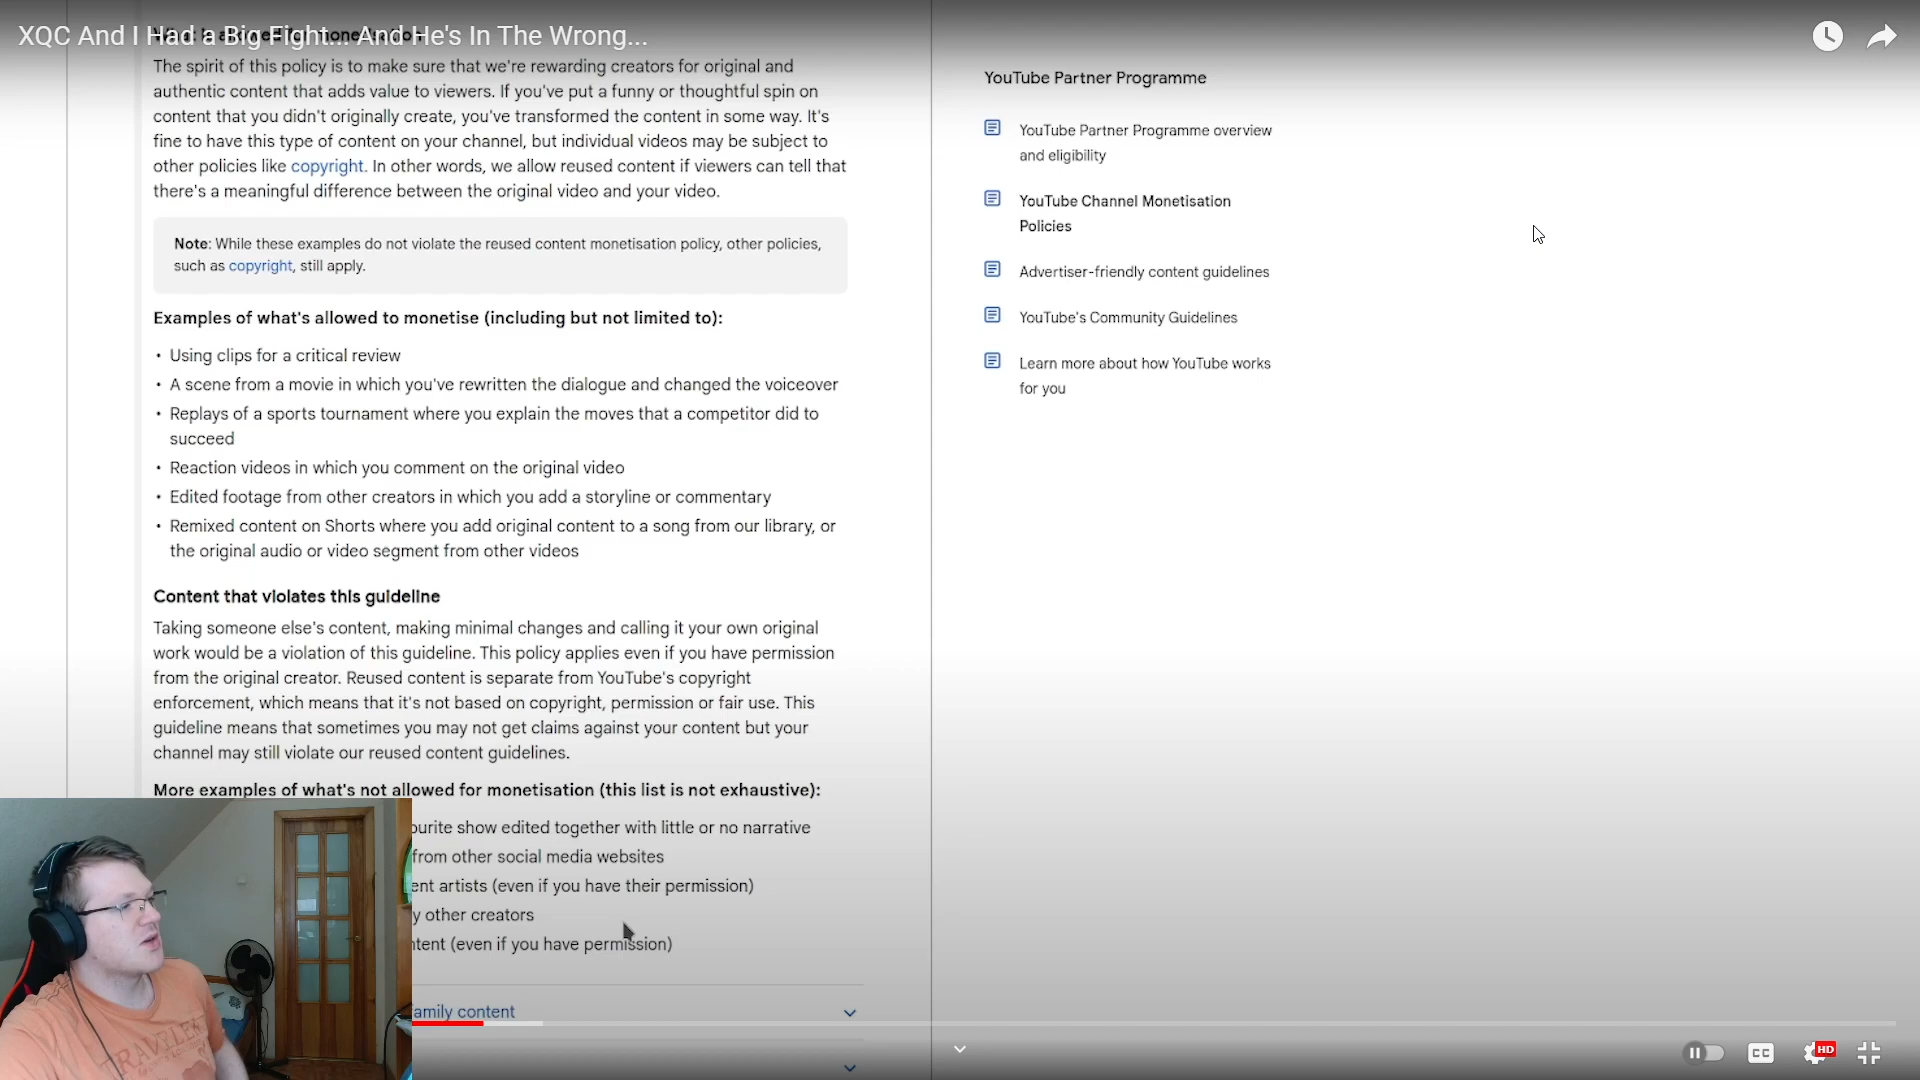 XQC And I Had a Big Fight... And He's In The Wrong...
The spirit of this policy is to make sure that we're rewarding creators for original and
authentic content that adds value to viewers. If you've put a funny or thoughtful spin on
content that you didn't originally create, you've transformed the content in some way. It's
fine to have this type of content on your channel, but individual videos may be subject to
other policies like copyright. In other words, we allow reused content if viewers can tell that
there's a meaningful difference between the original video and your video.
Note: While these examples do not violate the reused content monetisation policy, other policies,
such as copyright, still apply.
Examples of what's allowed to monetise (including but not limited to):
• Using clips for a critical review
• A scene from a movie in which you've rewritten the dialogue and changed the voiceover
• Replays of a sports tournament where you explain the moves that a competitor did to
succeed
• Reaction videos in which you comment on the original video
• Edited footage from other creators in which you add a storyline or commentary
• Remixed content on Shorts where you add original content to a song from our library, or
the original audio or video segment from other videos
Content that violates this guideline
Taking someone else's content, making minimal changes and calling it your own original
work would be a violation of this guideline. This policy applies even if you have permission
from the original creator. Reused content is separate from YouTube's copyright
enforcement, which means that it's not based on copyright, permission or fair use. This
guideline means that sometimes you may not get claims against your content but your
channel may still violate our reused content guidelines.
More examples of what's not allowed for monetisation (this list is not exhaustive):
ourite show edited together with little or no narrative
from other social media websites
ent artists (even if you have their permission)
y other creators
ntent (even if you have permission)
amily content
YouTube Partner Programme
YouTube Partner Programme overview
and eligibility
YouTube Channel Monetisation
Policies
Advertiser-friendly content guidelines
YouTube's Community Guidelines
Learn more about how YouTube works
for you
TRAVELER
CC
HD